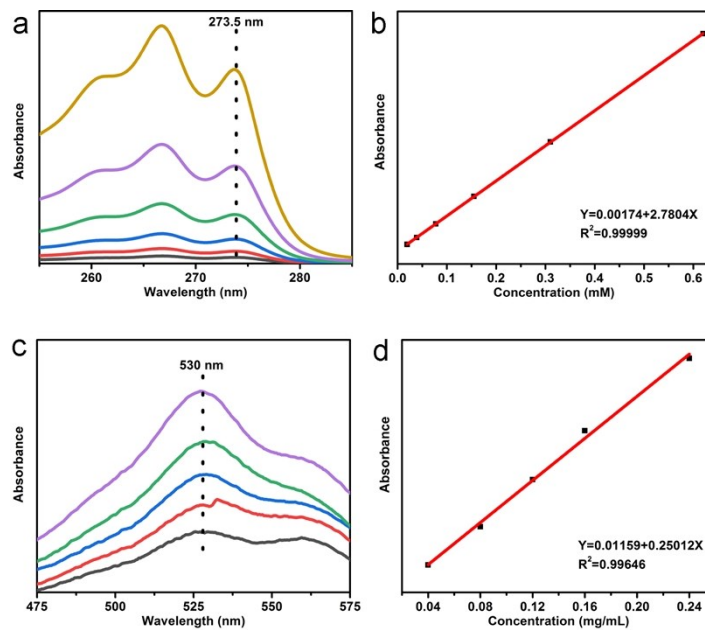 a
273.5 nm
Absorbance
260 270 280
Wavelength (nm)
b
Absorbance
Y=0.00174+2.7804X
R²=0.99999
0.0 0.1 0.2 0.3 0.4 0.5 0.6
Concentration (mM)
c
530 nm
Absorbance
475 500 525 550 575
Wavelength (nm)
d
Absorbance
Y=0.01159+0.25012X
R²=0.99646
0.04 0.08 0.12 0.16 0.20 0.24
Concentration (mg/mL)